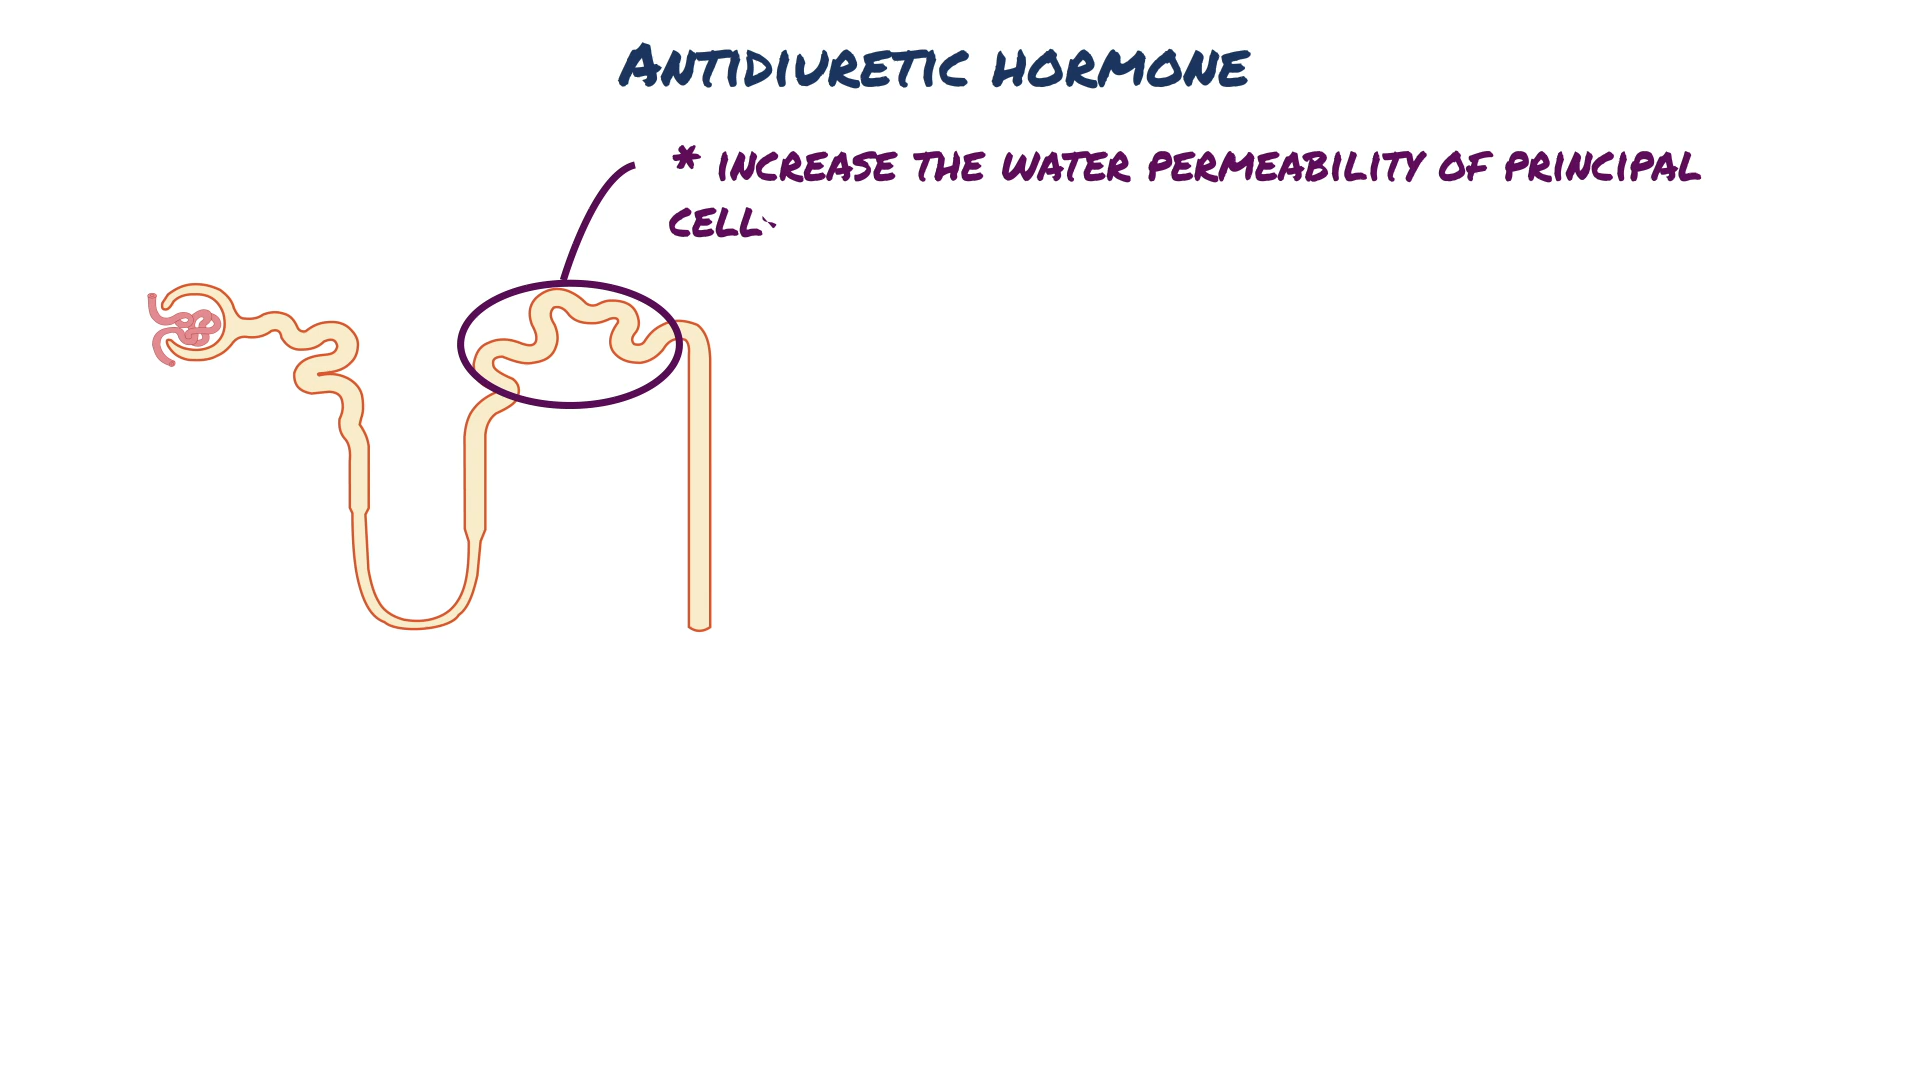 Antidiuretic hormone
* increase the water permeability of principal
cell